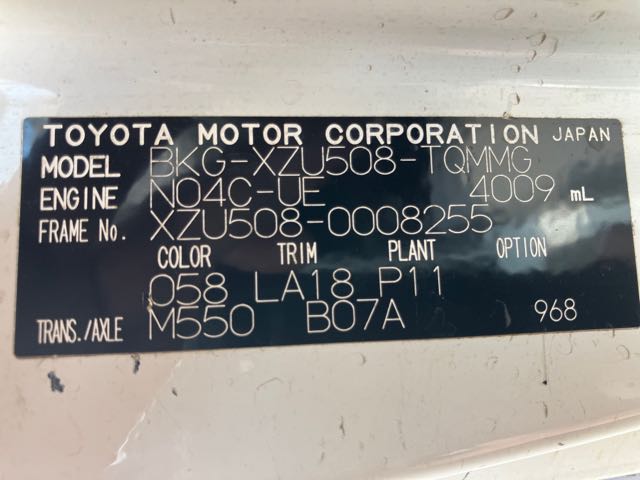 TOYOTA MOTOR CORPORATION JAPAN
MODEL BKG-XZU508-TQMMG
ENGINE N04C-UE 4009 mL
FRAME No. XZU508-0008255
COLOR TRIM PLANT OPTION
058 LA18 P11
TRANS./AXLE M550 B07A 968